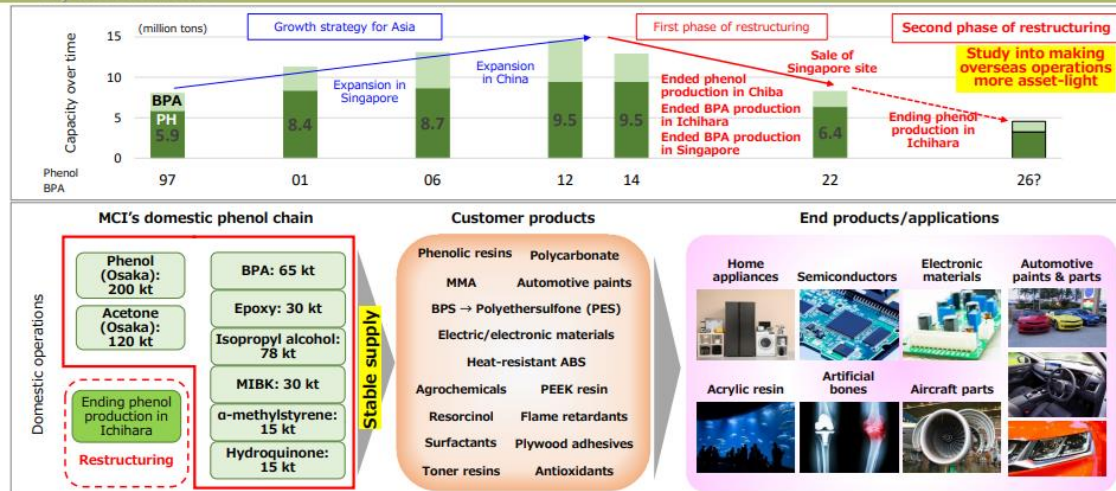 (million tons)
Capacity over time
15
10
5
0
Growth strategy for Asia
First phase of restructuring
Second phase of restructuring
Study into making
overseas operations
more asset-light
Expansion
in Singapore
Expansion
in China
Sale of
Singapore site
Ended phenol
production in Chiba
Ended BPA production
in Ichihara
Ended BPA production
in Singapore
Ending phenol
production in
Ichihara
BPA
PH
5.9
8.4
8.7
9.5
9.5
6.4
Phenol
BPA
97
01
06
12
14
22
26?
Domestic operations
MCI's domestic phenol chain
Phenol
(Osaka):
200 kt
Acetone
(Osaka):
120 kt
Ending phenol
production in
Ichihara
Restructuring
BPA: 65 kt
Epoxy: 30 kt
Isopropyl alcohol:
78 kt
MIBK: 30 kt
α-methylstyrene:
15 kt
Hydroquinone:
15 kt
Stable supply
Customer products
Phenolic resins Polycarbonate
MMA Automotive paints
BPS → Polyethersulfone (PES)
Electric/electronic materials
Heat-resistant ABS
Agrochemicals PEEK resin
Resorcinol Flame retardants
Surfactants Plywood adhesives
Toner resins Antioxidants
End products/applications
Home
appliances
Semiconductors
Electronic
materials
Automotive
paints & parts
Acrylic resin
Artificial
bones
Aircraft parts